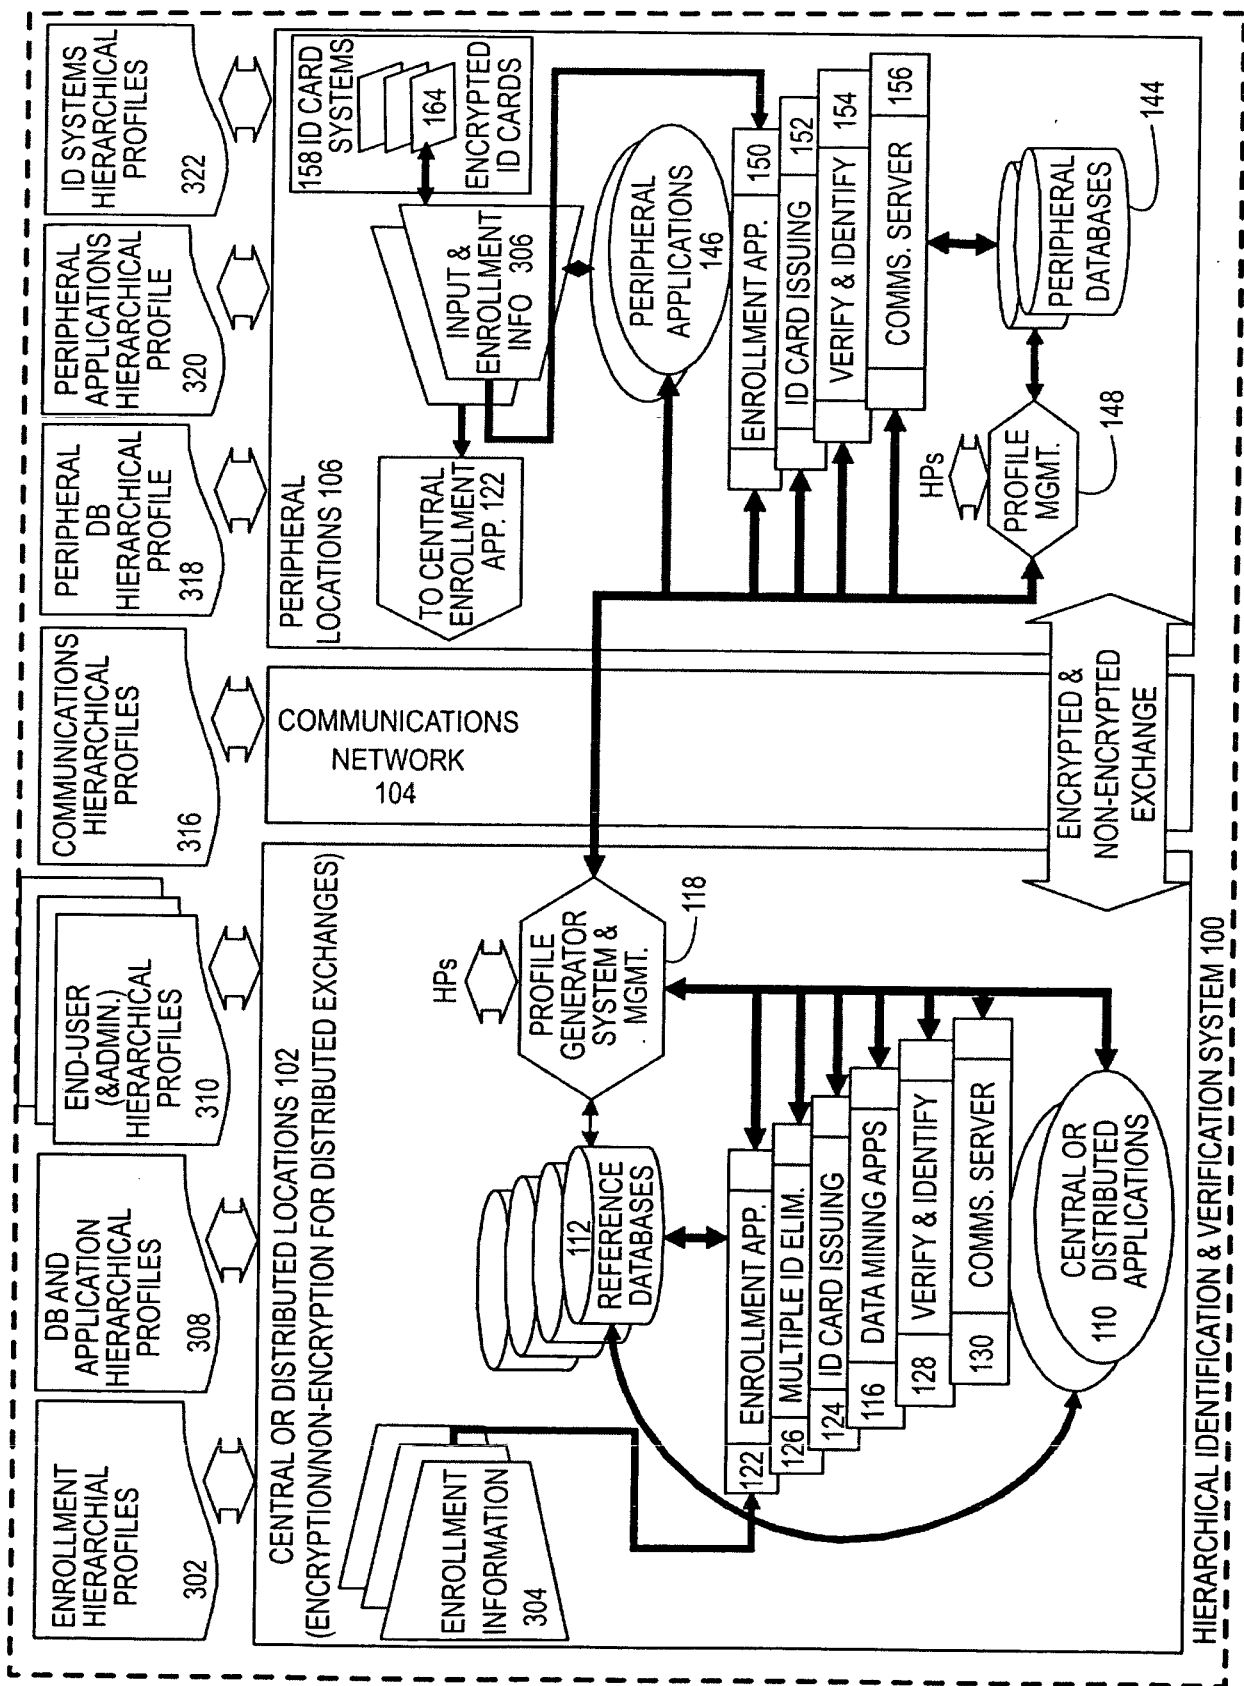 ENROLLMENT
HIERARCHIAL
PROFILES
302
DB AND
APPLICATION
HIERARCHICAL
PROFILES
308
END-USER
(&ADMIN.)
HIERARCHICAL
PROFILES
310
COMMUNICATIONS
HIERARCHICAL
PROFILES
316
PERIPHERAL
DB
HIERARCHICAL
PROFILE
318
PERIPHERAL
APPLICATIONS
HIERARCHICAL
PROFILE
320
ID SYSTEMS
HIERARCHICAL
PROFILES
322
CENTRAL OR DISTRIBUTED LOCATIONS 102
(ENCRYPTION/NON-ENCRYPTION FOR DISTRIBUTED EXCHANGES)
ENROLLMENT
INFORMATION
304
112
REFERENCE
DATABASES
HPs
PROFILE
GENERATOR
SYSTEM &
MGMT.
118
122 ENROLLMENT APP.
126 MULTIPLE ID ELIM.
124 ID CARD ISSUING
116 DATA MINING APPS
128 VERIFY & IDENTIFY
130 COMMS. SERVER
CENTRAL OR
110 DISTRIBUTED
APPLICATIONS
COMMUNICATIONS
NETWORK
104
ENCRYPTED &
NON-ENCRYPTED
EXCHANGE
PERIPHERAL
LOCATIONS 106
TO CENTRAL
ENROLLMENT
APP. 122
INPUT &
ENROLLMENT
INFO 306
158 ID CARD
SYSTEMS
164
ENCRYPTED
ID CARDS
PERIPHERAL
APPLICATIONS
146
ENROLLMENT APP. 150
ID CARD ISSUING 152
VERIFY & IDENTIFY 154
COMMS. SERVER 156
HPs
PROFILE
MGMT.
148
PERIPHERAL
DATABASES
144
HIERARCHICAL IDENTIFICATION & VERIFICATION SYSTEM 100